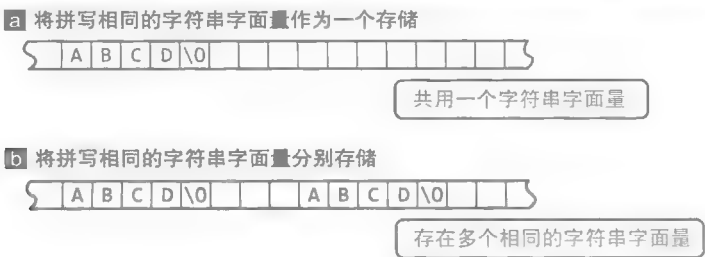 a 将拼写相同的字符串字面量作为一个存储
A B C D \0
共用一个字符串字面量
b 将拼写相同的字符串字面量分别存储
A B C D \0 A B C D \0
存在多个相同的字符串字面量